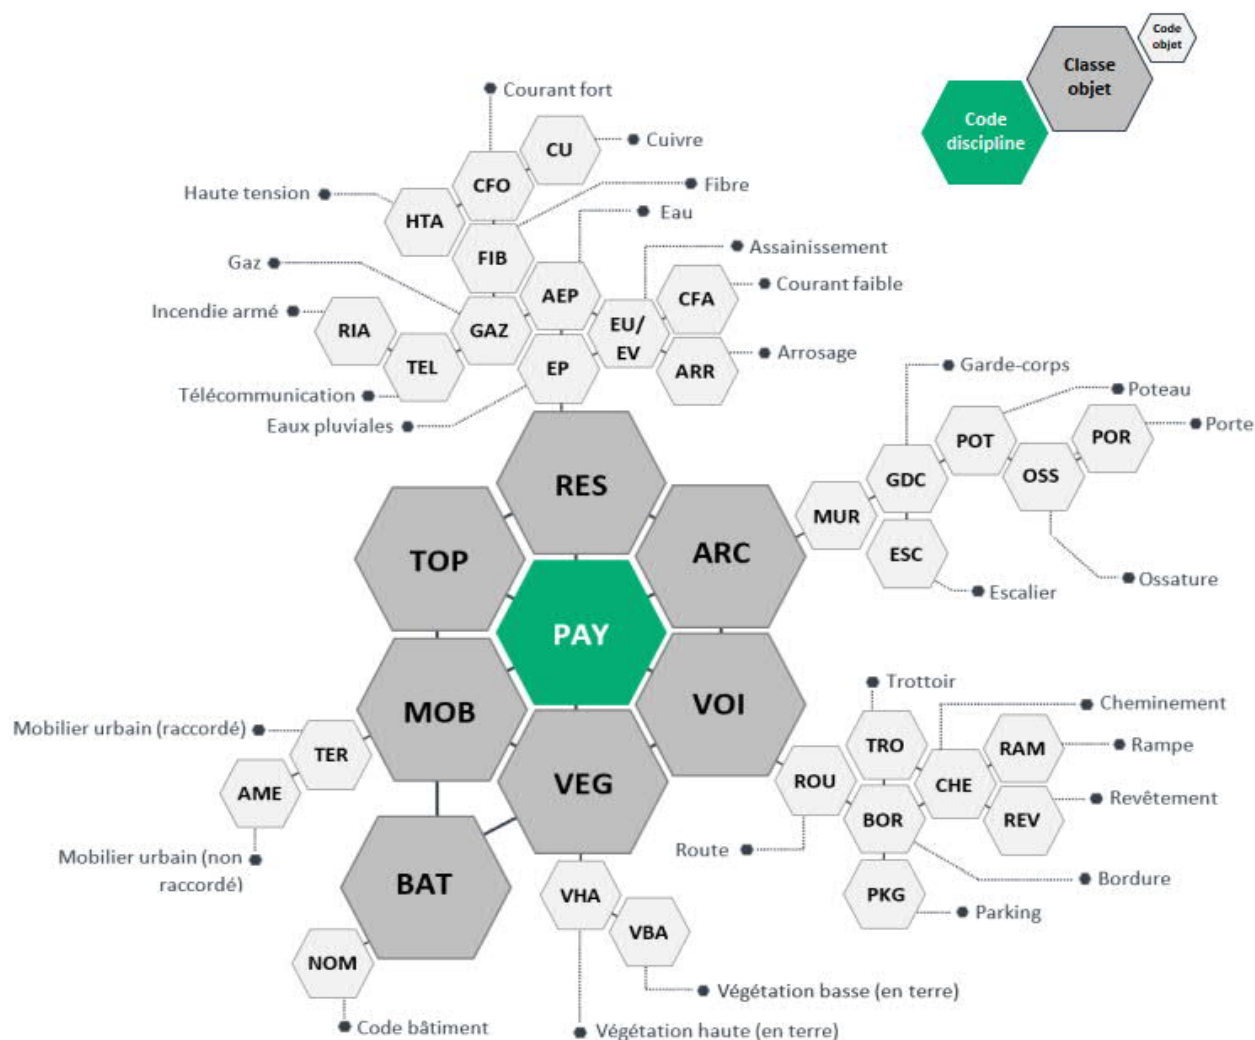 Code
objet
Classe
objet
Code
discipline
Courant fort
CU
Cuivre
CFO
Haute tension
HTA
Fibre
FIB
Eau
Gaz
AEP
Assainissement
CFA
Courant faible
Incendie armé
RIA
GAZ
EU/
EV
TEL
EP
ARR
Arrosage
Télécommunication
Eaux pluviales
Garde-corps
Poteau
POT
POR
Porte
GDC
OSS
MUR
ESC
Ossature
Escalier
RES
TOP
ARC
PAY
MOB
VOI
VEG
BAT
Mobilier urbain (raccordé)
TER
AME
Mobilier urbain (non
raccordé)
Trottoir
Cheminement
TRO
RAM
Rampe
ROU
CHE
Revêtement
BOR
REV
Route
Bordure
PKG
Parking
VHA
VBA
NOM
Végétation basse (en terre)
Code bâtiment
Végétation haute (en terre)